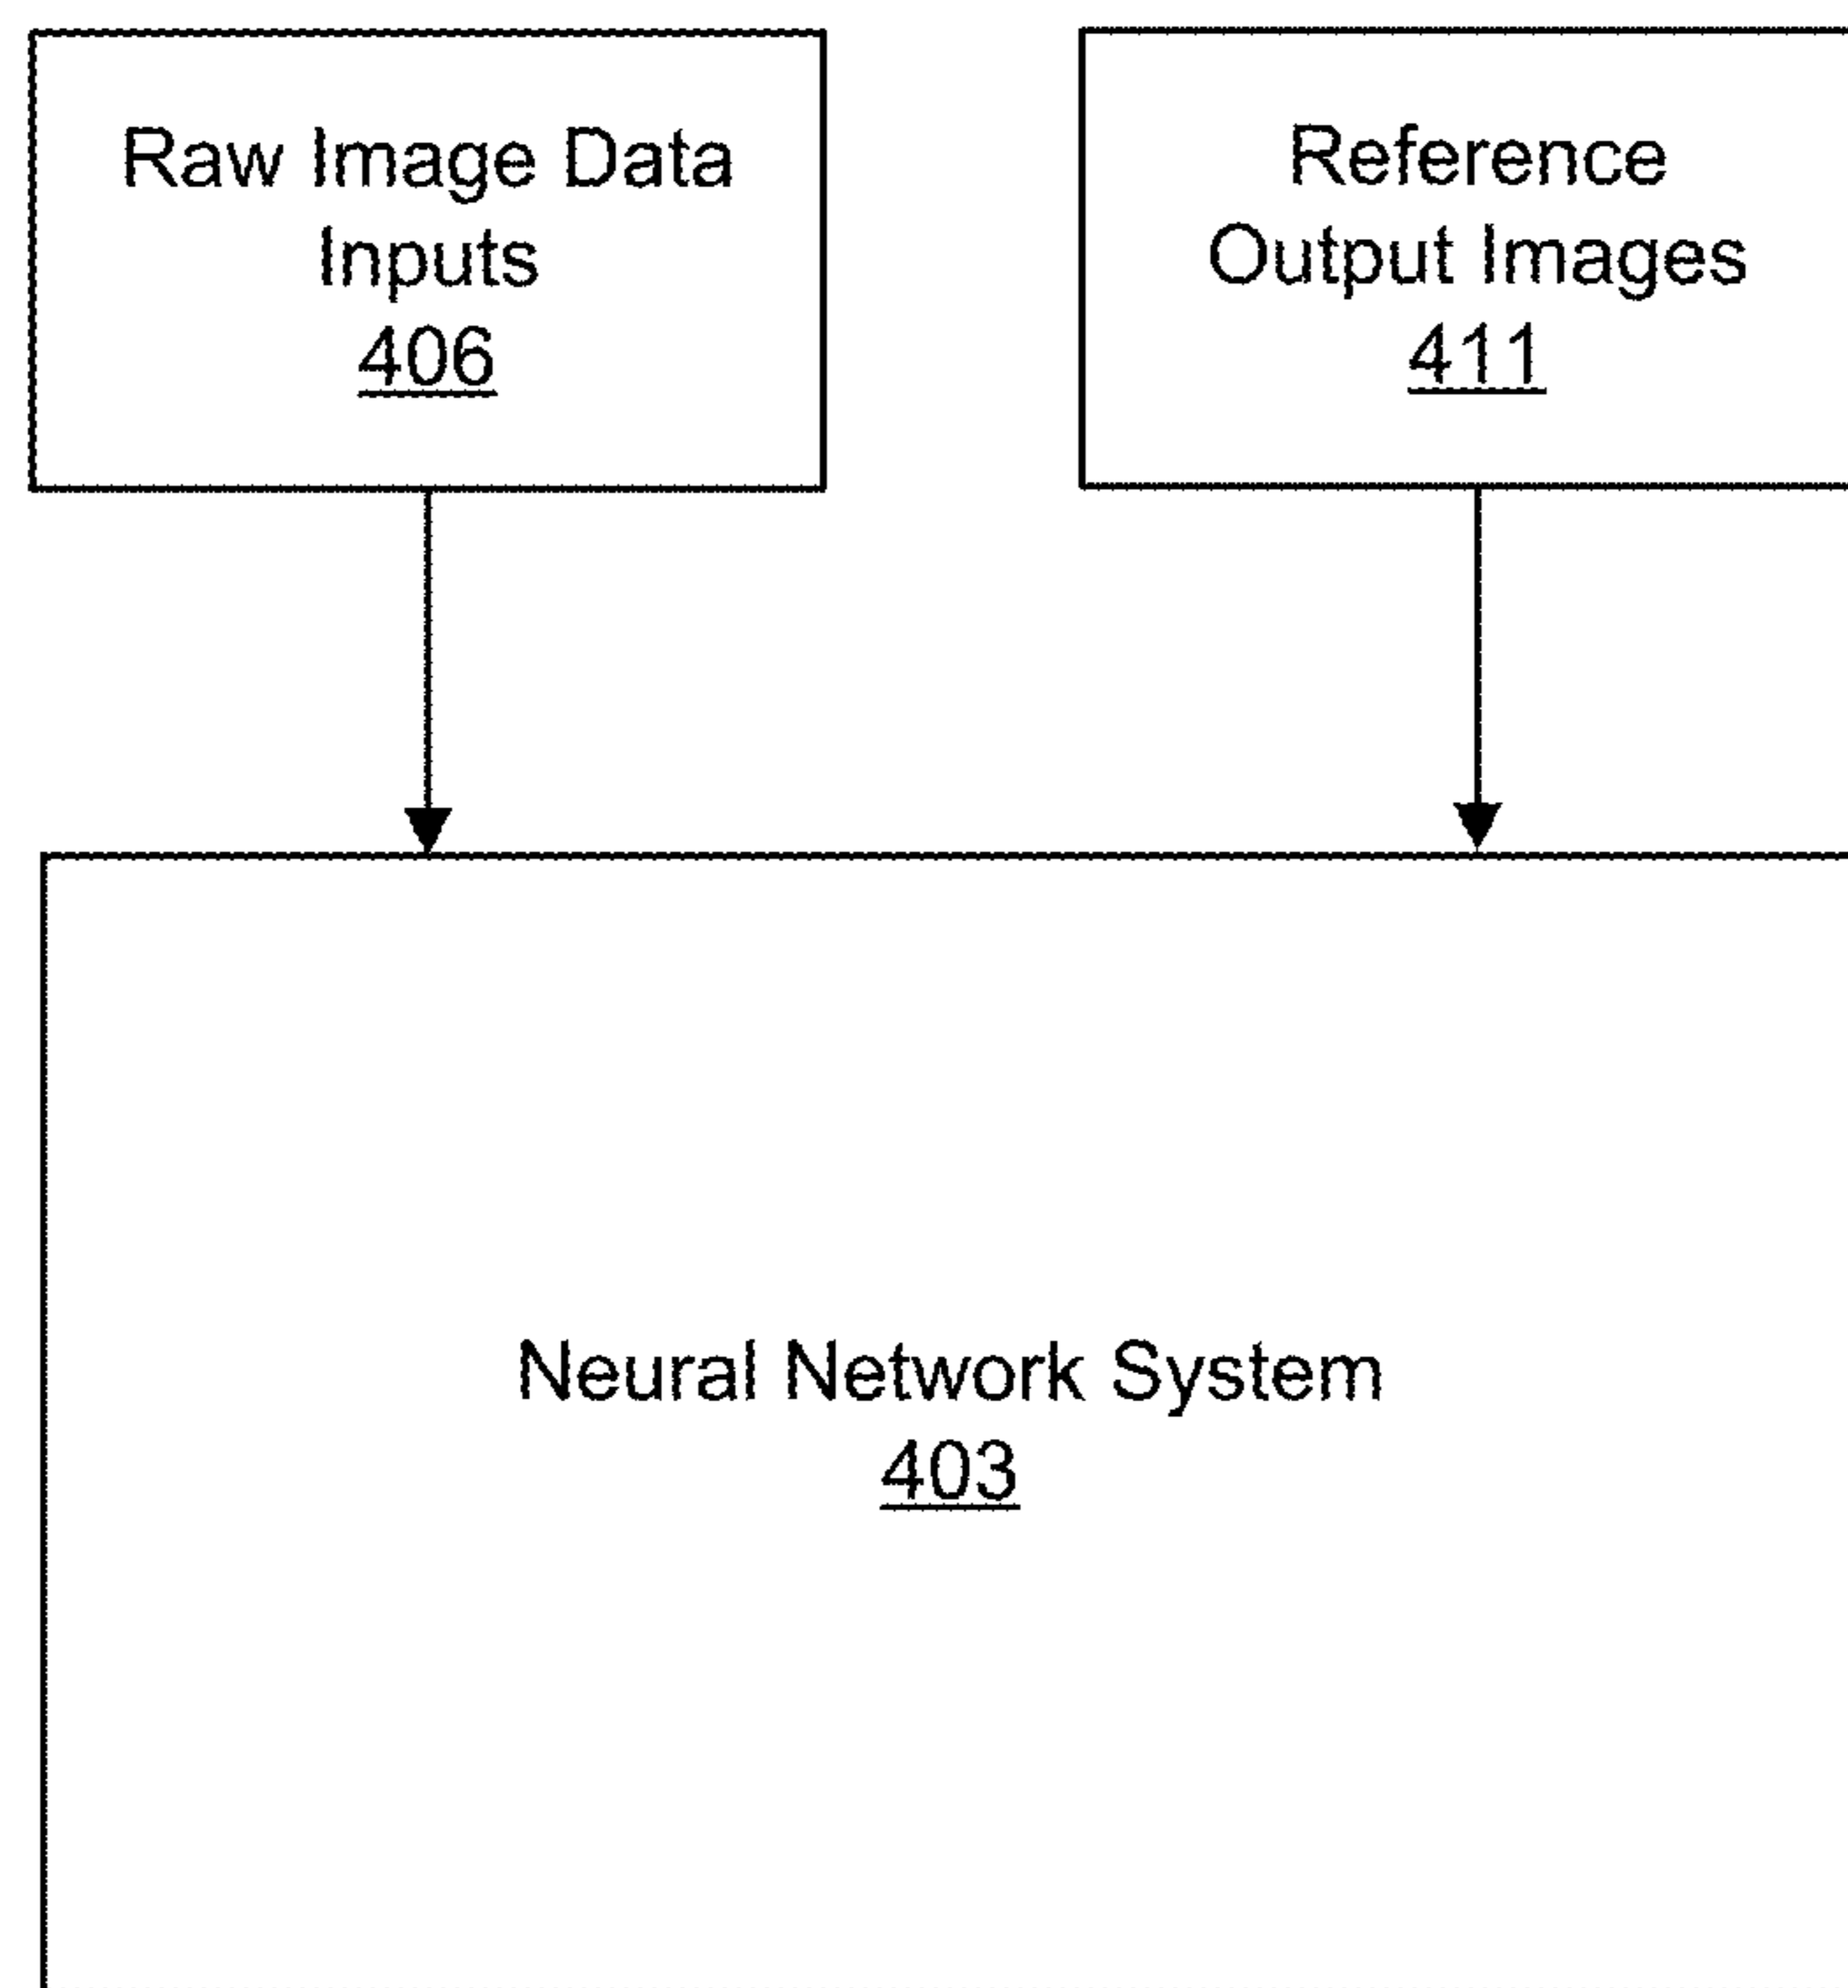 Raw Image Data
Inputs
406
Reference
Output Images
411
Neural Network System
403